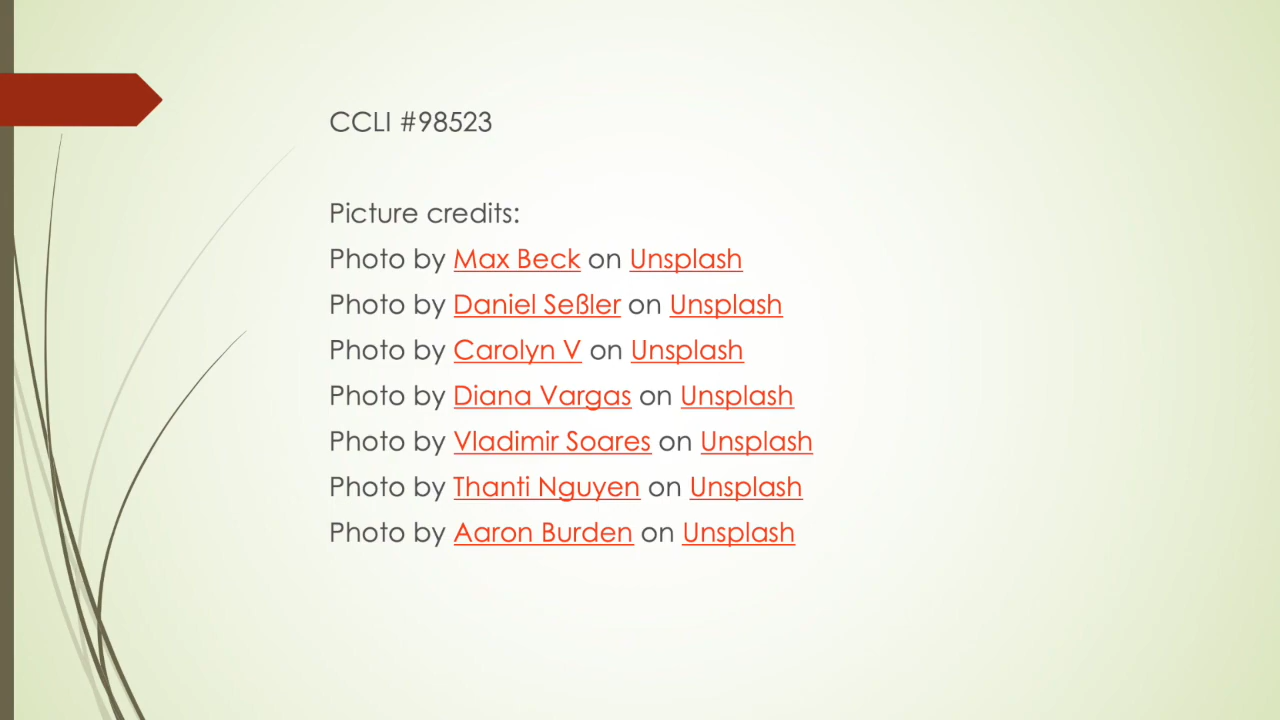 CCLI #98523
Picture credits:
Photo by Max Beck on Unsplash
Photo by Daniel Seßler on Unsplash
Photo by Carolyn V on Unsplash
Photo by Diana Vargas on Unsplash
Photo by Vladimir Soares on Unsplash
Photo by Thanti Nguyen on Unsplash
Photo by Aaron Burden on Unsplash